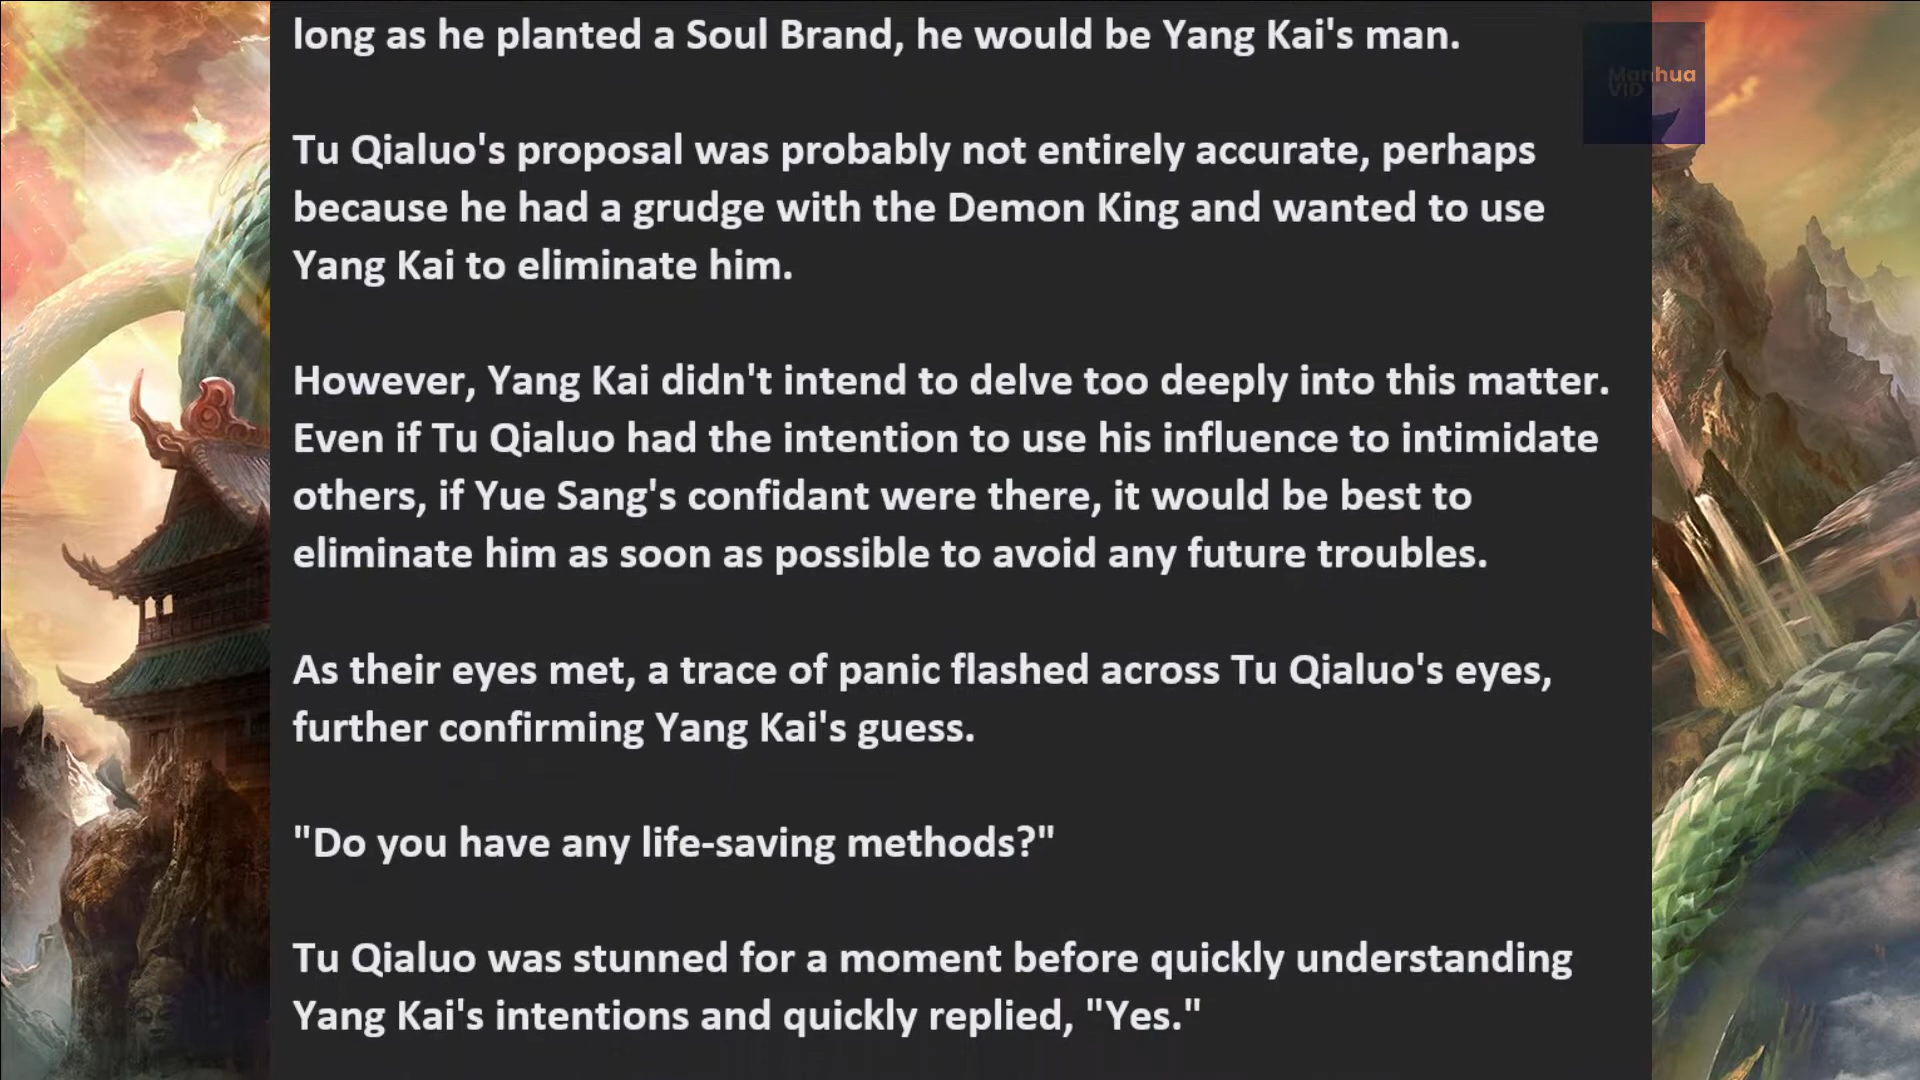 long as he planted a Soul Brand, he would be Yang Kai's man.
Manhua
VID
Tu Qialuo's proposal was probably not entirely accurate, perhaps
because he had a grudge with the Demon King and wanted to use
Yang Kai to eliminate him.
However, Yang Kai didn't intend to delve too deeply into this matter.
Even if Tu Qialuo had the intention to use his influence to intimidate
others, if Yue Sang's confidant were there, it would be best to
eliminate him as soon as possible to avoid any future troubles.
As their eyes met, a trace of panic flashed across Tu Qialuo's eyes,
further confirming Yang Kai's guess.
"Do you have any life-saving methods?"
Tu Qialuo was stunned for a moment before quickly understanding
Yang Kai's intentions and quickly replied, "Yes."